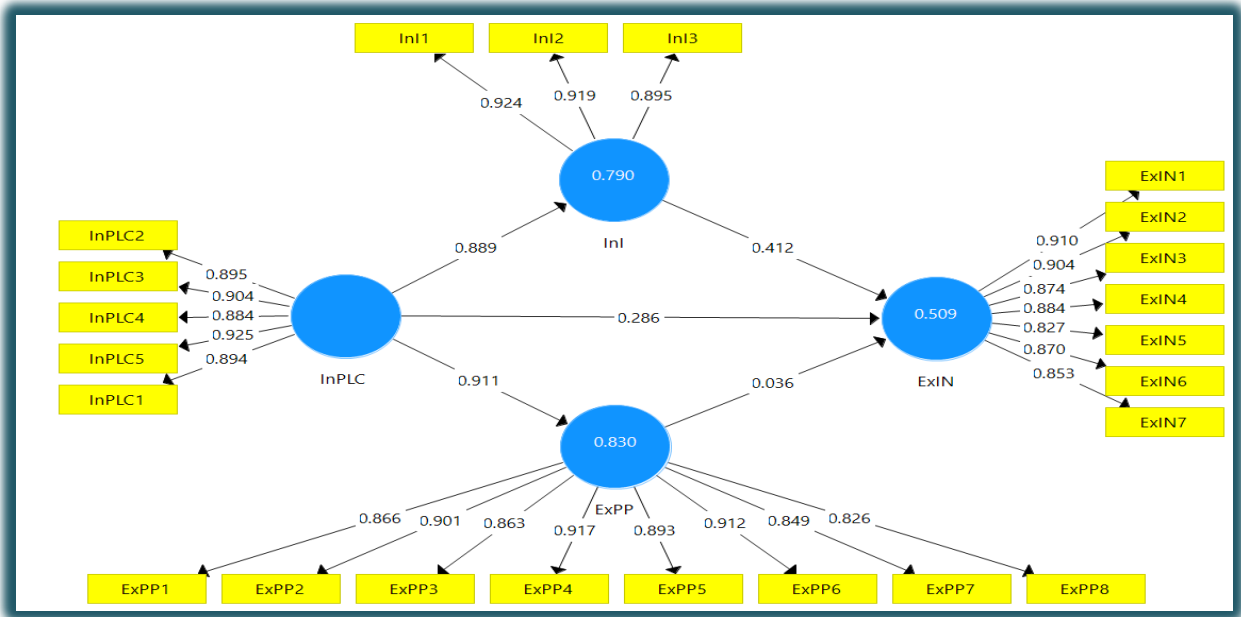 InI1 InI2 InI3
0.924 0.919 0.895
0.790
InI
InPLC2
InPLC3
InPLC4
InPLC5
InPLC1
0.895
0.904
0.884
0.925
0.894
InPLC
0.889
0.286
0.911
0.412
0.036
0.509
ExIN
0.910
0.904
0.874
0.884
0.827
0.870
0.853
ExIN1
ExIN2
ExIN3
ExIN4
ExIN5
ExIN6
ExIN7
0.830
ExPP
0.866 0.901 0.863 0.917 0.893 0.912 0.849 0.826
ExPP1 ExPP2 ExPP3 ExPP4 ExPP5 ExPP6 ExPP7 ExPP8